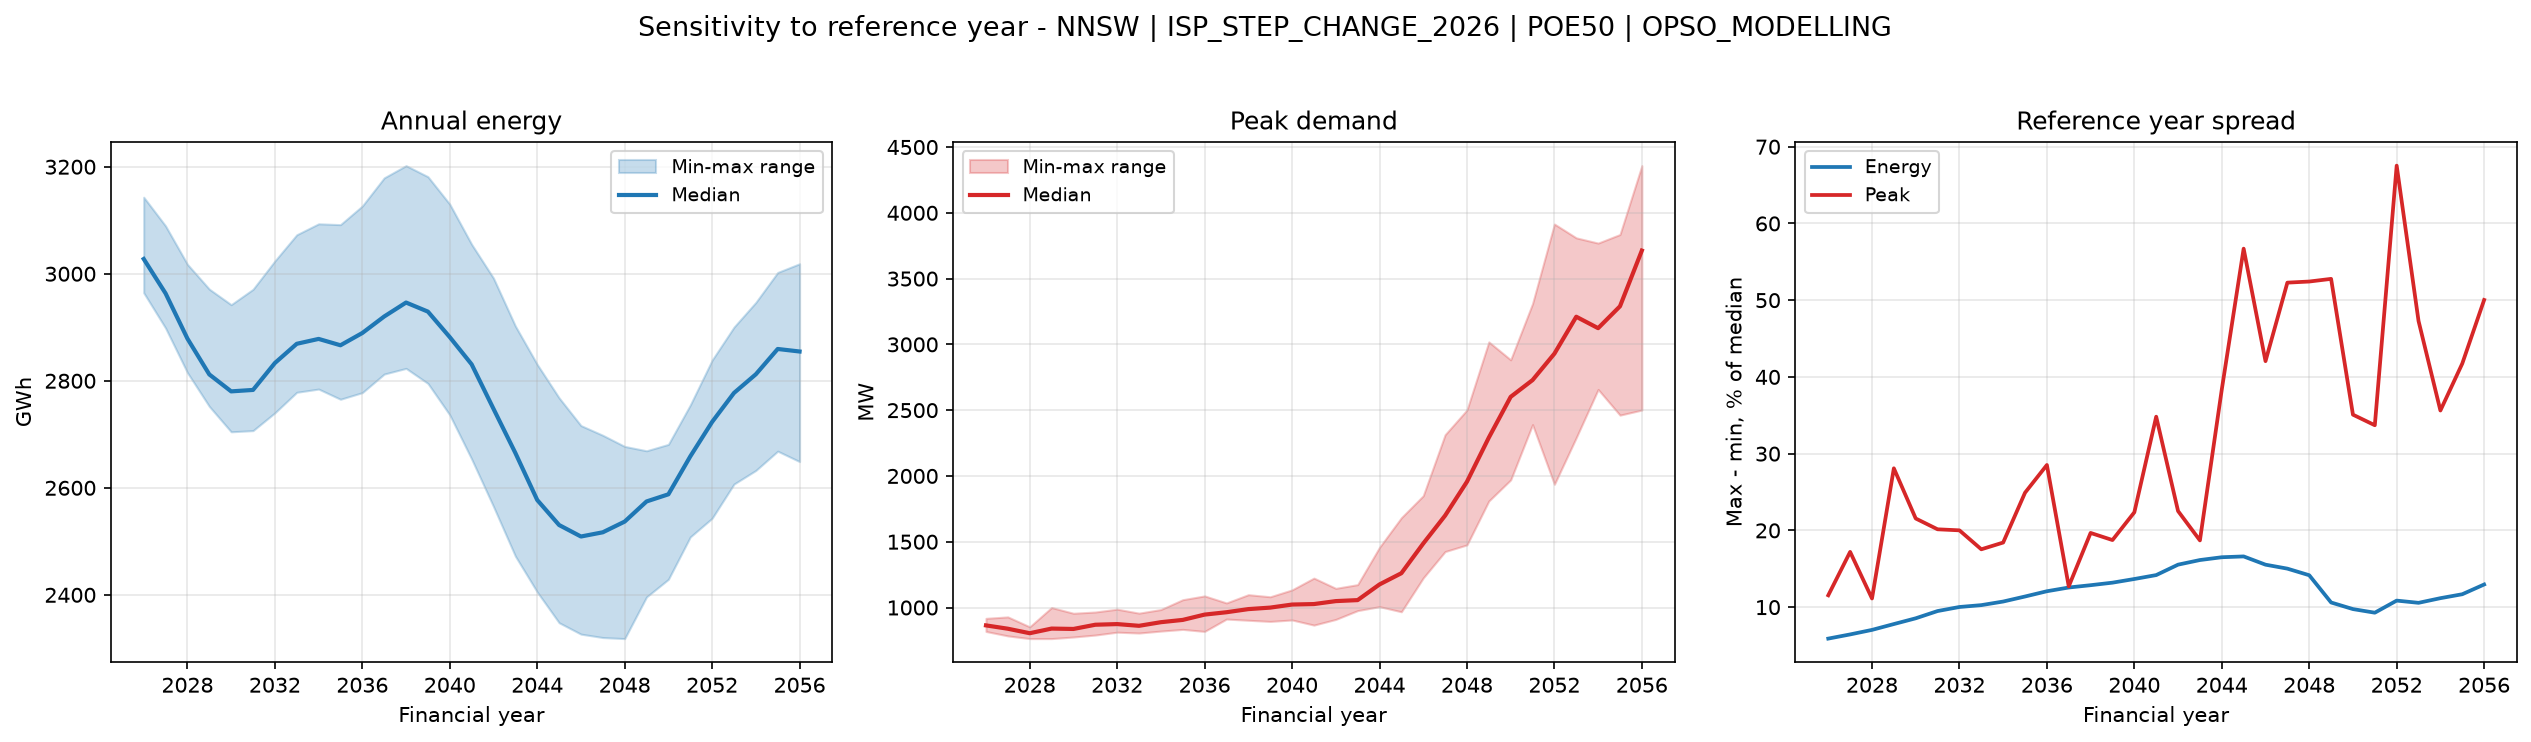 Sensitivity to reference year - NNSW | ISP_STEP_CHANGE_2026 | POE50 | OPSO_MODELLING
Annual energy
GWh
3200
3000
2800
2600
2400
Min-max range
Median
2028 2032 2036 2040 2044 2048 2052 2056
Financial year
Peak demand
MW
4500
4000
3500
3000
2500
2000
1500
1000
Min-max range
Median
2028 2032 2036 2040 2044 2048 2052 2056
Financial year
Reference year spread
Max - min, % of median
70
60
50
40
30
20
10
Energy
Peak
2028 2032 2036 2040 2044 2048 2052 2056
Financial year